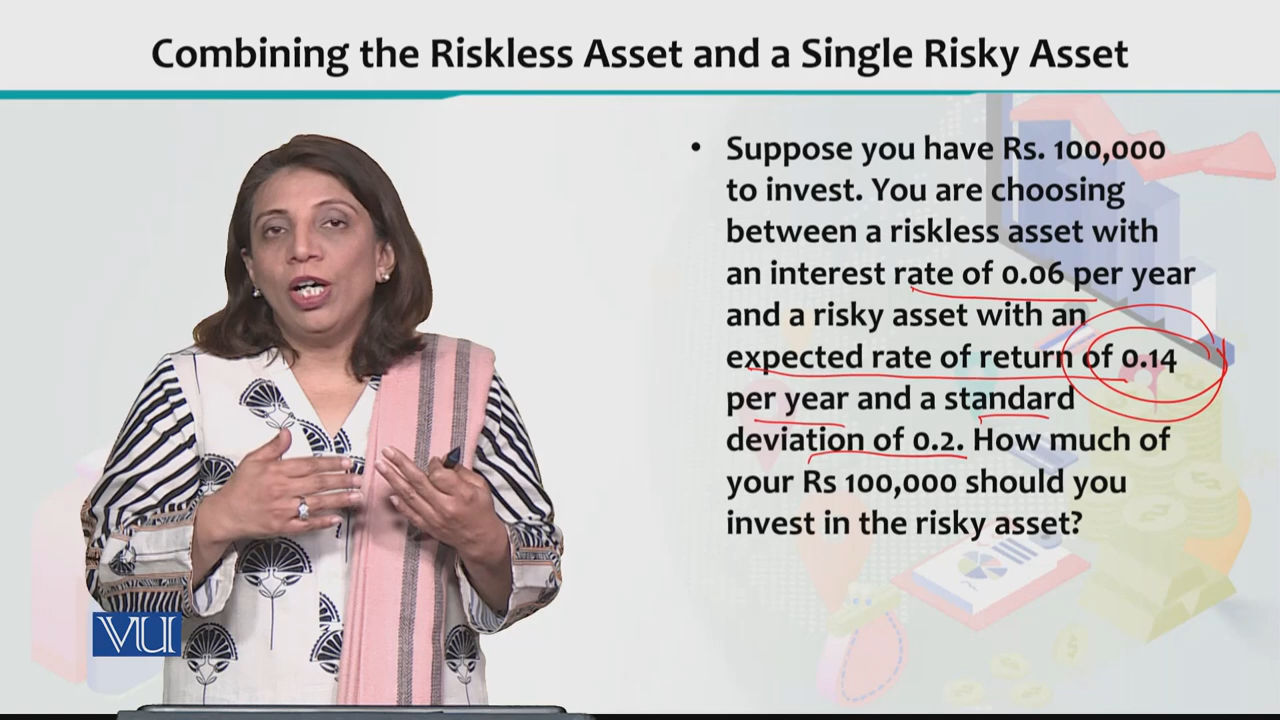 Combining the Riskless Asset and a Single Risky Asset
• Suppose you have Rs. 100,000
to invest. You are choosing
between a riskless asset with
an interest rate of 0.06 per year
and a risky asset with an
expected rate of return of 0.14
per year and a standard
deviation of 0.2. How much of
your Rs 100,000 should you
invest in the risky asset?
VU